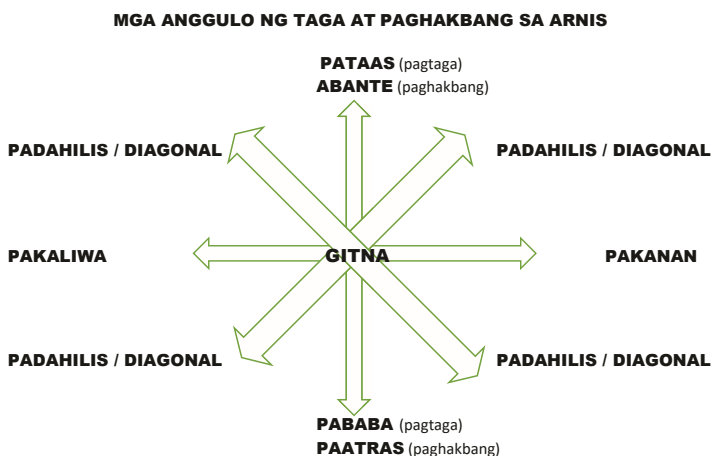 MGA ANGGULO NG TAGA AT PAGHAKBANG SA ARNIS
PATAAS (pagtaga)
ABANTE (paghakbang)
PADAHILIS / DIAGONAL
PADAHILIS / DIAGONAL
PAKALIWA
GITNA
PAKANAN
PADAHILIS / DIAGONAL
PADAHILIS / DIAGONAL
PABABA (pagtaga)
PAATRAS (paghakbang)